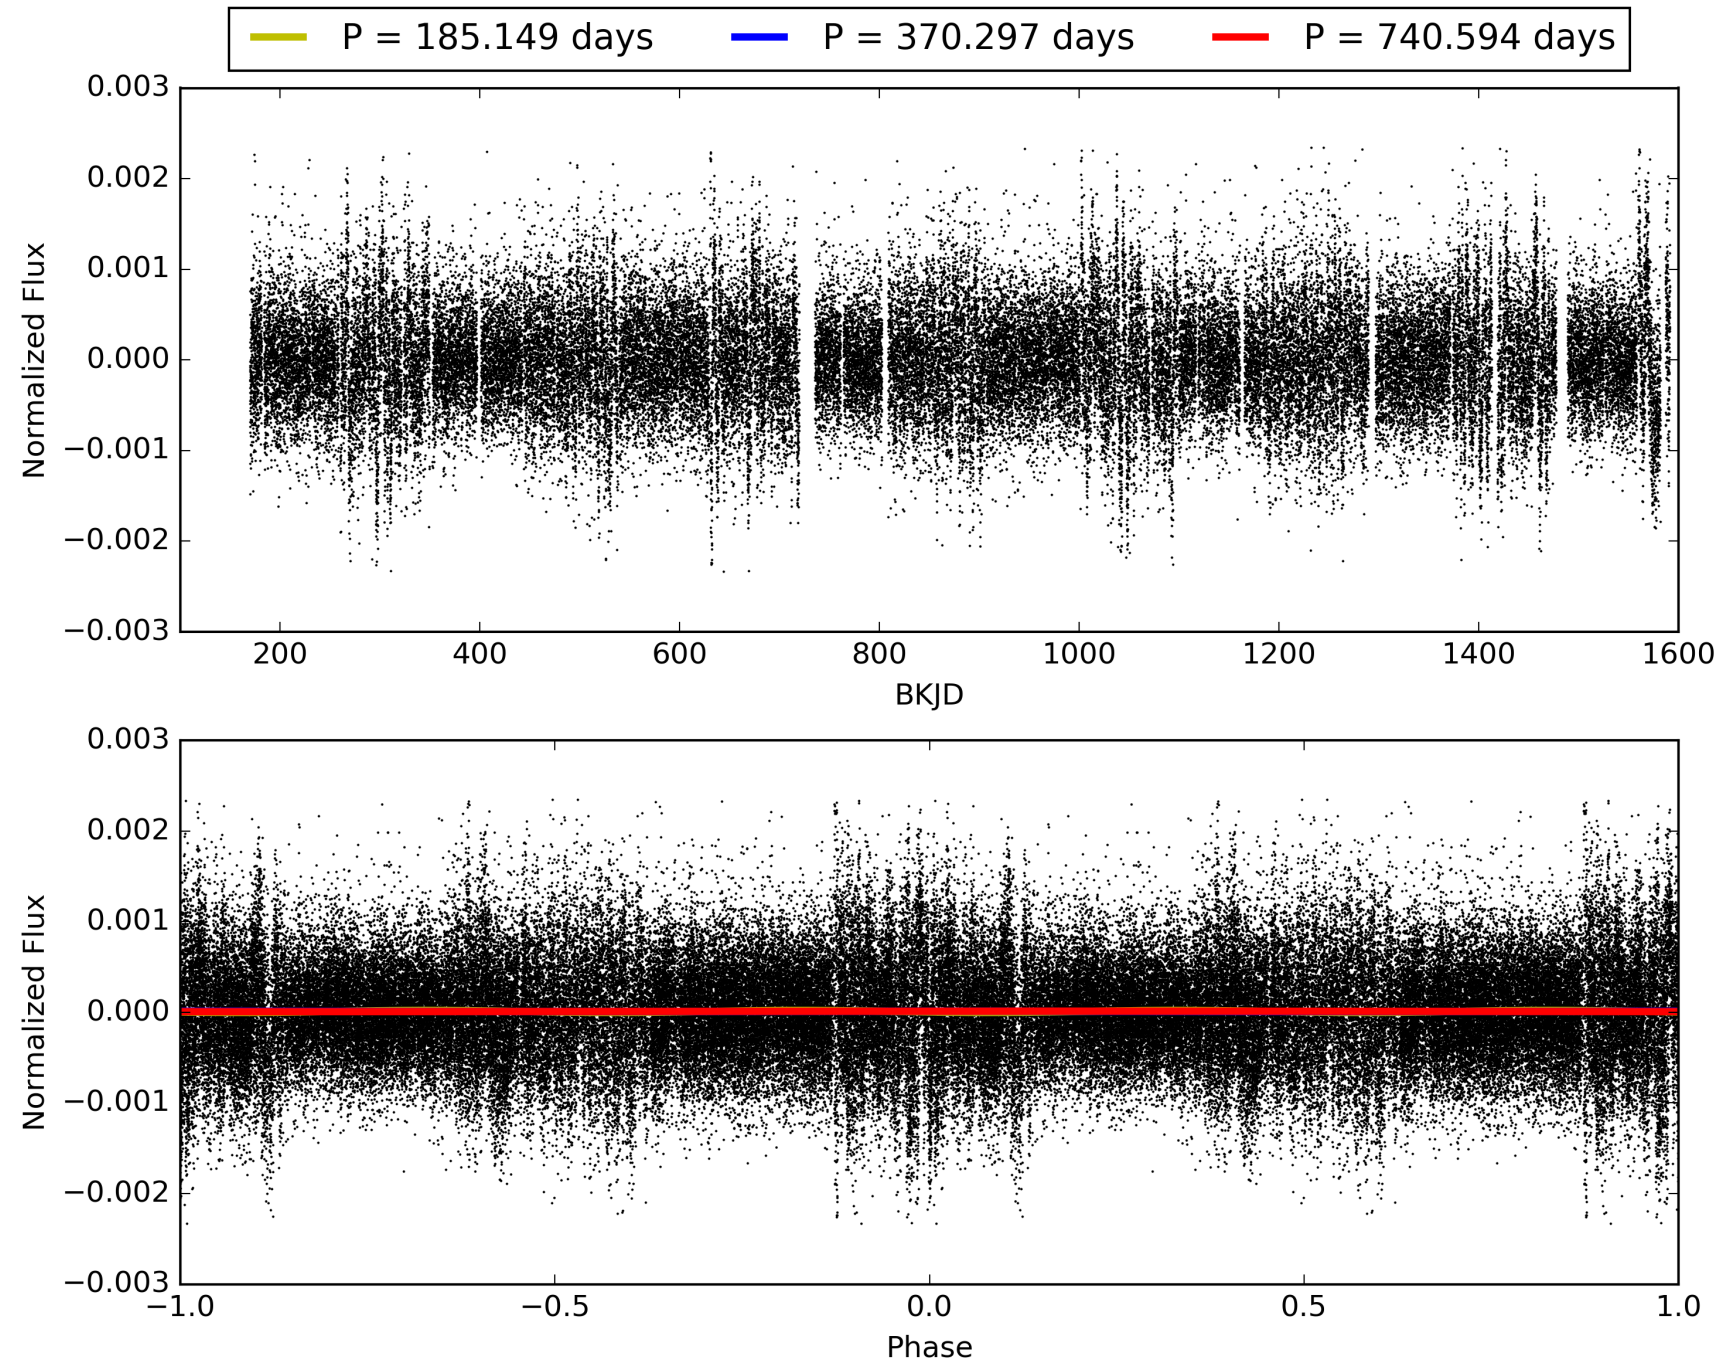 P = 185.149 days P = 370.297 days P = 740.594 days
0.003
0.002
0.001
0.000
−0.001
−0.002
−0.003
Normalized Flux
200 400 600 800 1000 1200 1400 1600
BKJD
0.003
0.002
0.001
0.000
−0.001
−0.002
−0.003
Normalized Flux
−1.0 −0.5 0.0 0.5 1.0
Phase